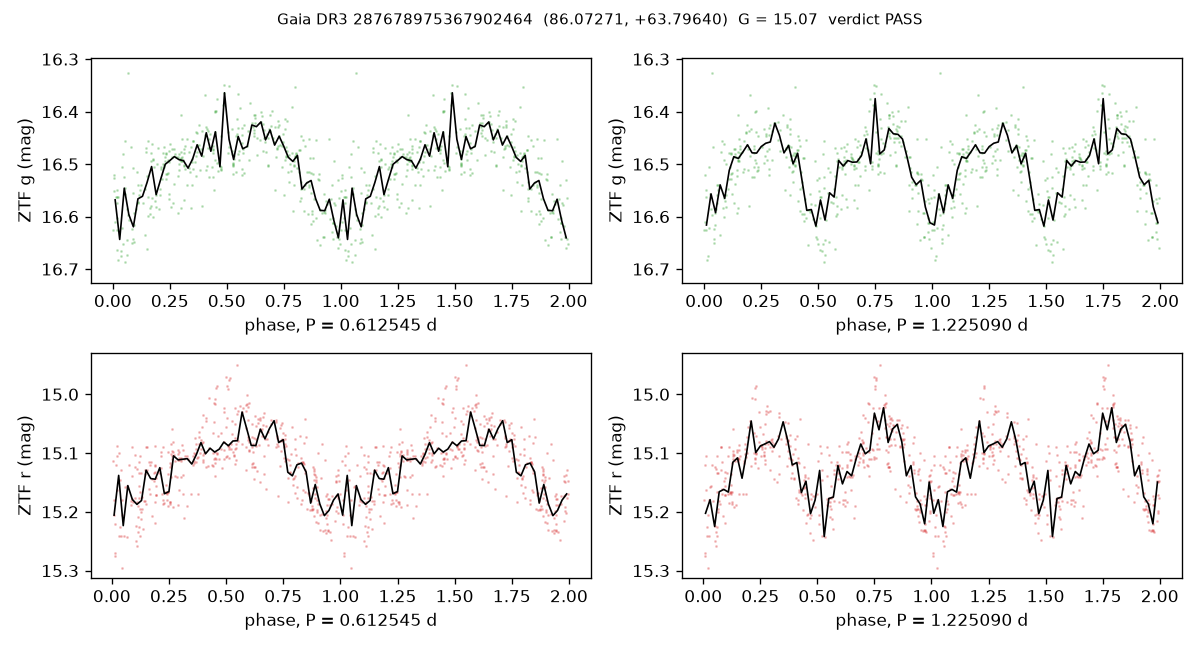 Gaia DR3 287678975367902464 (86.07271, +63.79640) G = 15.07 verdict PASS
16.3
16.4
16.5
16.6
16.7
ZTF g (mag)
0.00 0.25 0.50 0.75 1.00 1.25 1.50 1.75 2.00
phase, P = 0.612545 d
16.3
16.4
16.5
16.6
16.7
ZTF g (mag)
0.00 0.25 0.50 0.75 1.00 1.25 1.50 1.75 2.00
phase, P = 1.225090 d
15.0
15.1
15.2
15.3
ZTF r (mag)
0.00 0.25 0.50 0.75 1.00 1.25 1.50 1.75 2.00
phase, P = 0.612545 d
15.0
15.1
15.2
15.3
ZTF r (mag)
0.00 0.25 0.50 0.75 1.00 1.25 1.50 1.75 2.00
phase, P = 1.225090 d